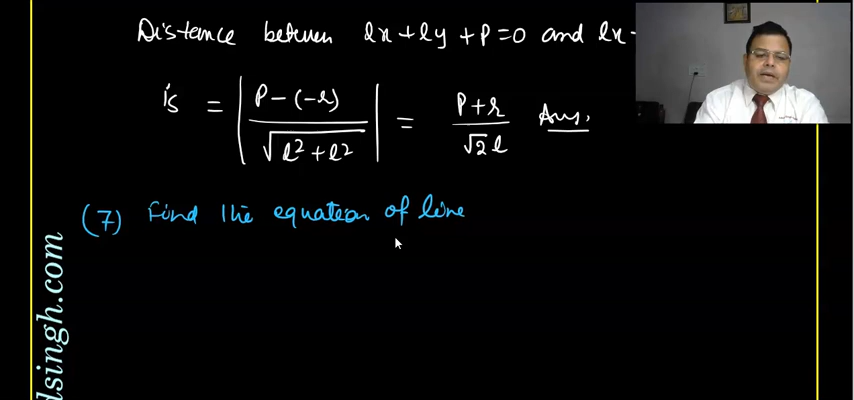 Distance between lx + ly + P = 0 and lx -
is = | P - (-r) / √(l² + l²) | = P + r / √2 l Ans.
(7) Find the equation of line
dsingh.com